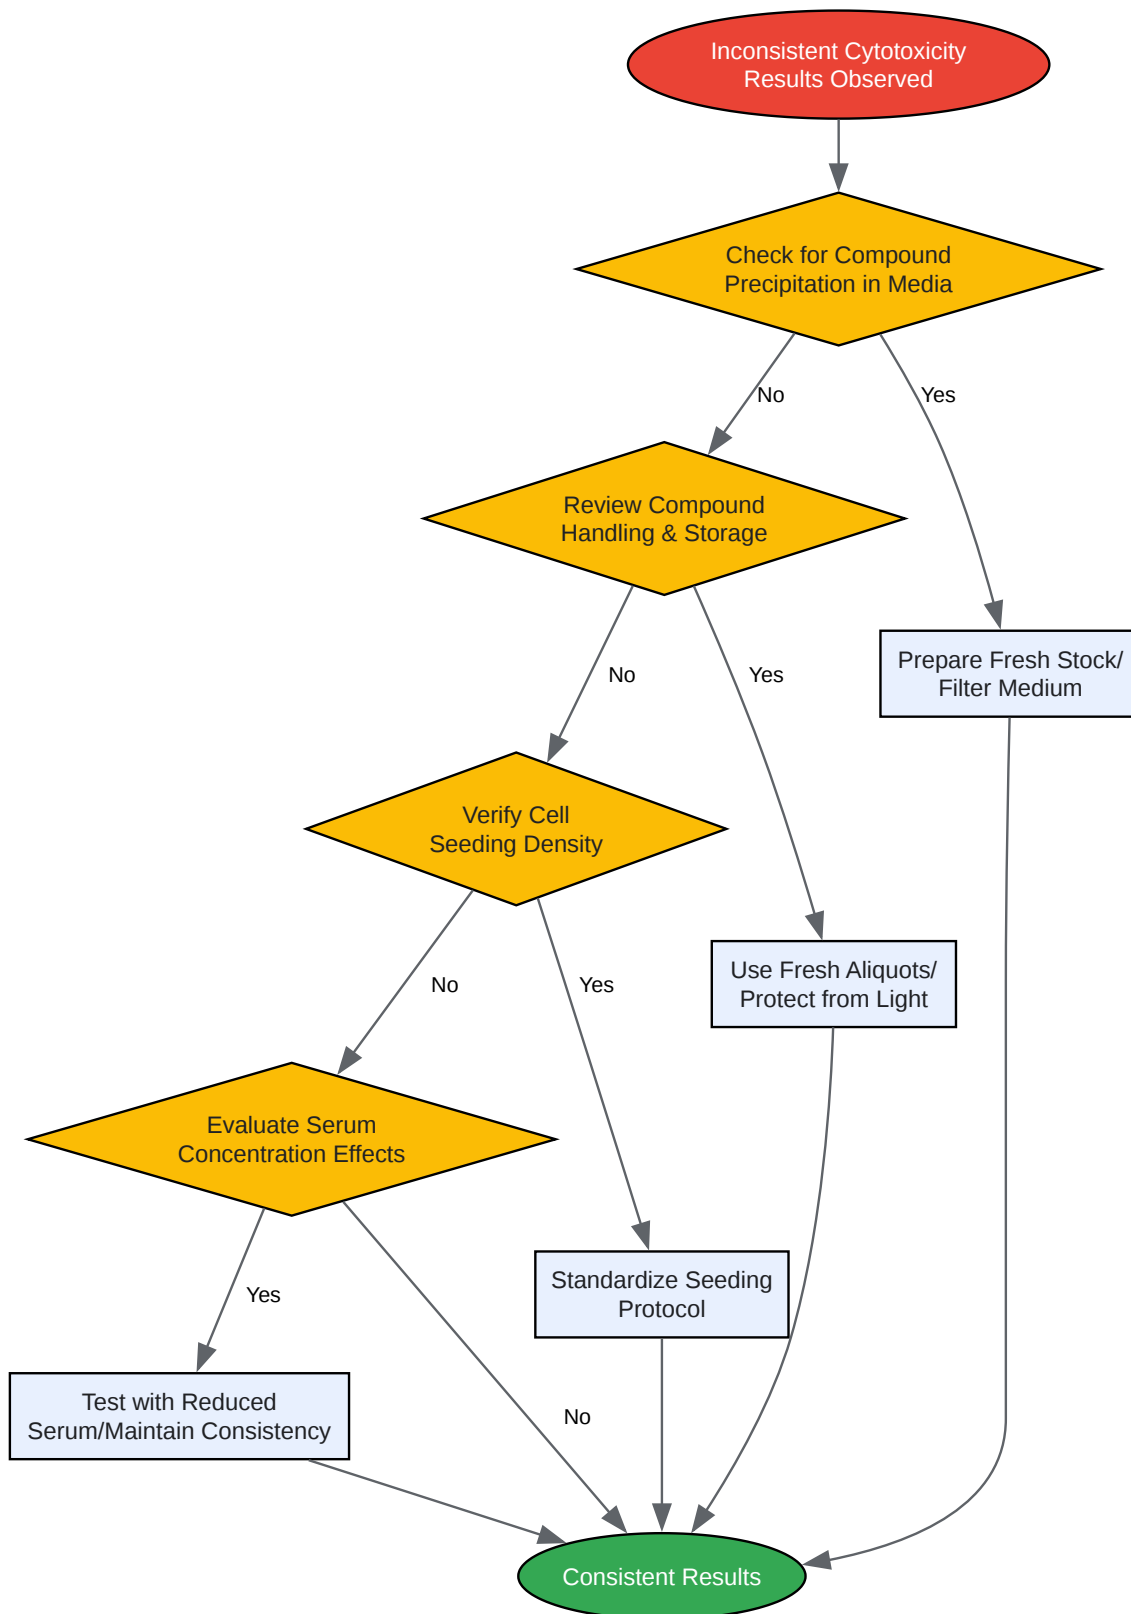 Inconsistent Cytotoxicity
Results Observed
Check for Compound
Precipitation in Media
No
Yes
Review Compound
Handling & Storage
Prepare Fresh Stock/
Filter Medium
No
Yes
Verify Cell
Seeding Density
Use Fresh Aliquots/
Protect from Light
No
Yes
Evaluate Serum
Concentration Effects
Standardize Seeding
Protocol
Yes
Test with Reduced
Serum/Maintain Consistency
No
Consistent Results